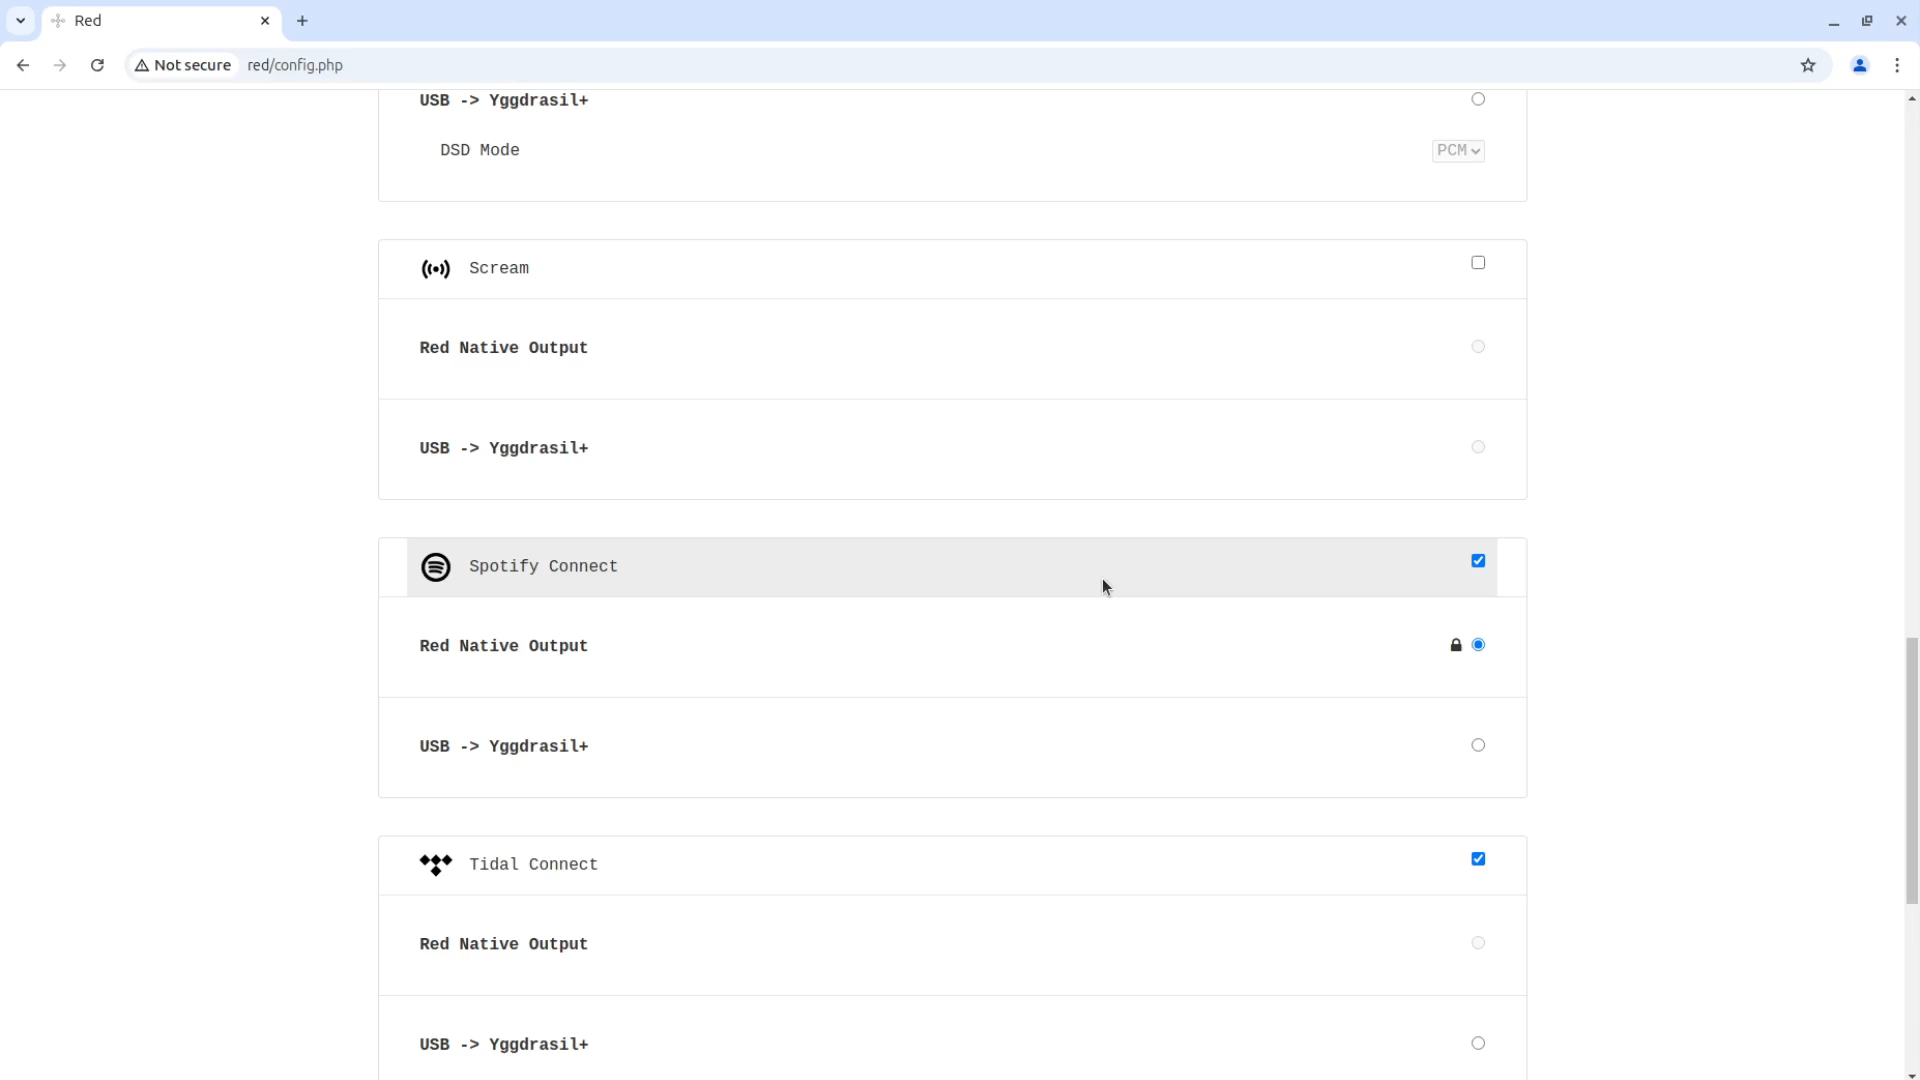 Red
Not secure
red/config.php
USB -> Yggdrasil+
DSD Mode
PCM
Scream
Red Native Output
USB -> Yggdrasil+
Spotify Connect
Red Native Output
USB -> Yggdrasil+
Tidal Connect
Red Native Output
USB -> Yggdrasil+